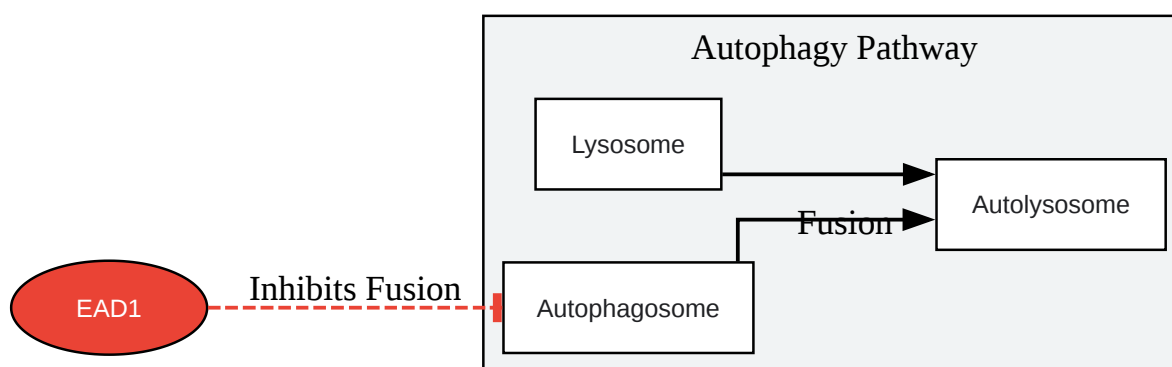 Autophagy Pathway
Lysosome
Autolysosome
Fusion
Inhibits Fusion
EAD1
Autophagosome